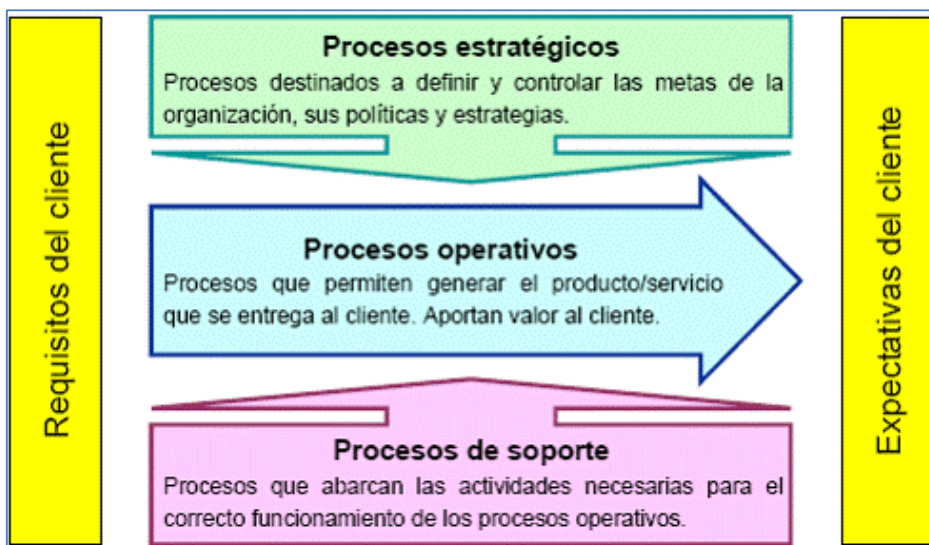 Requisitos del cliente
Procesos estratégicos
Procesos destinados a definir y controlar las metas de la
organización, sus políticas y estrategias.
Procesos operativos
Procesos que permiten generar el producto/servicio
que se entrega al cliente. Aportan valor al cliente.
Procesos de soporte
Procesos que abarcan las actividades necesarias para el
correcto funcionamiento de los procesos operativos.
Expectativas del cliente